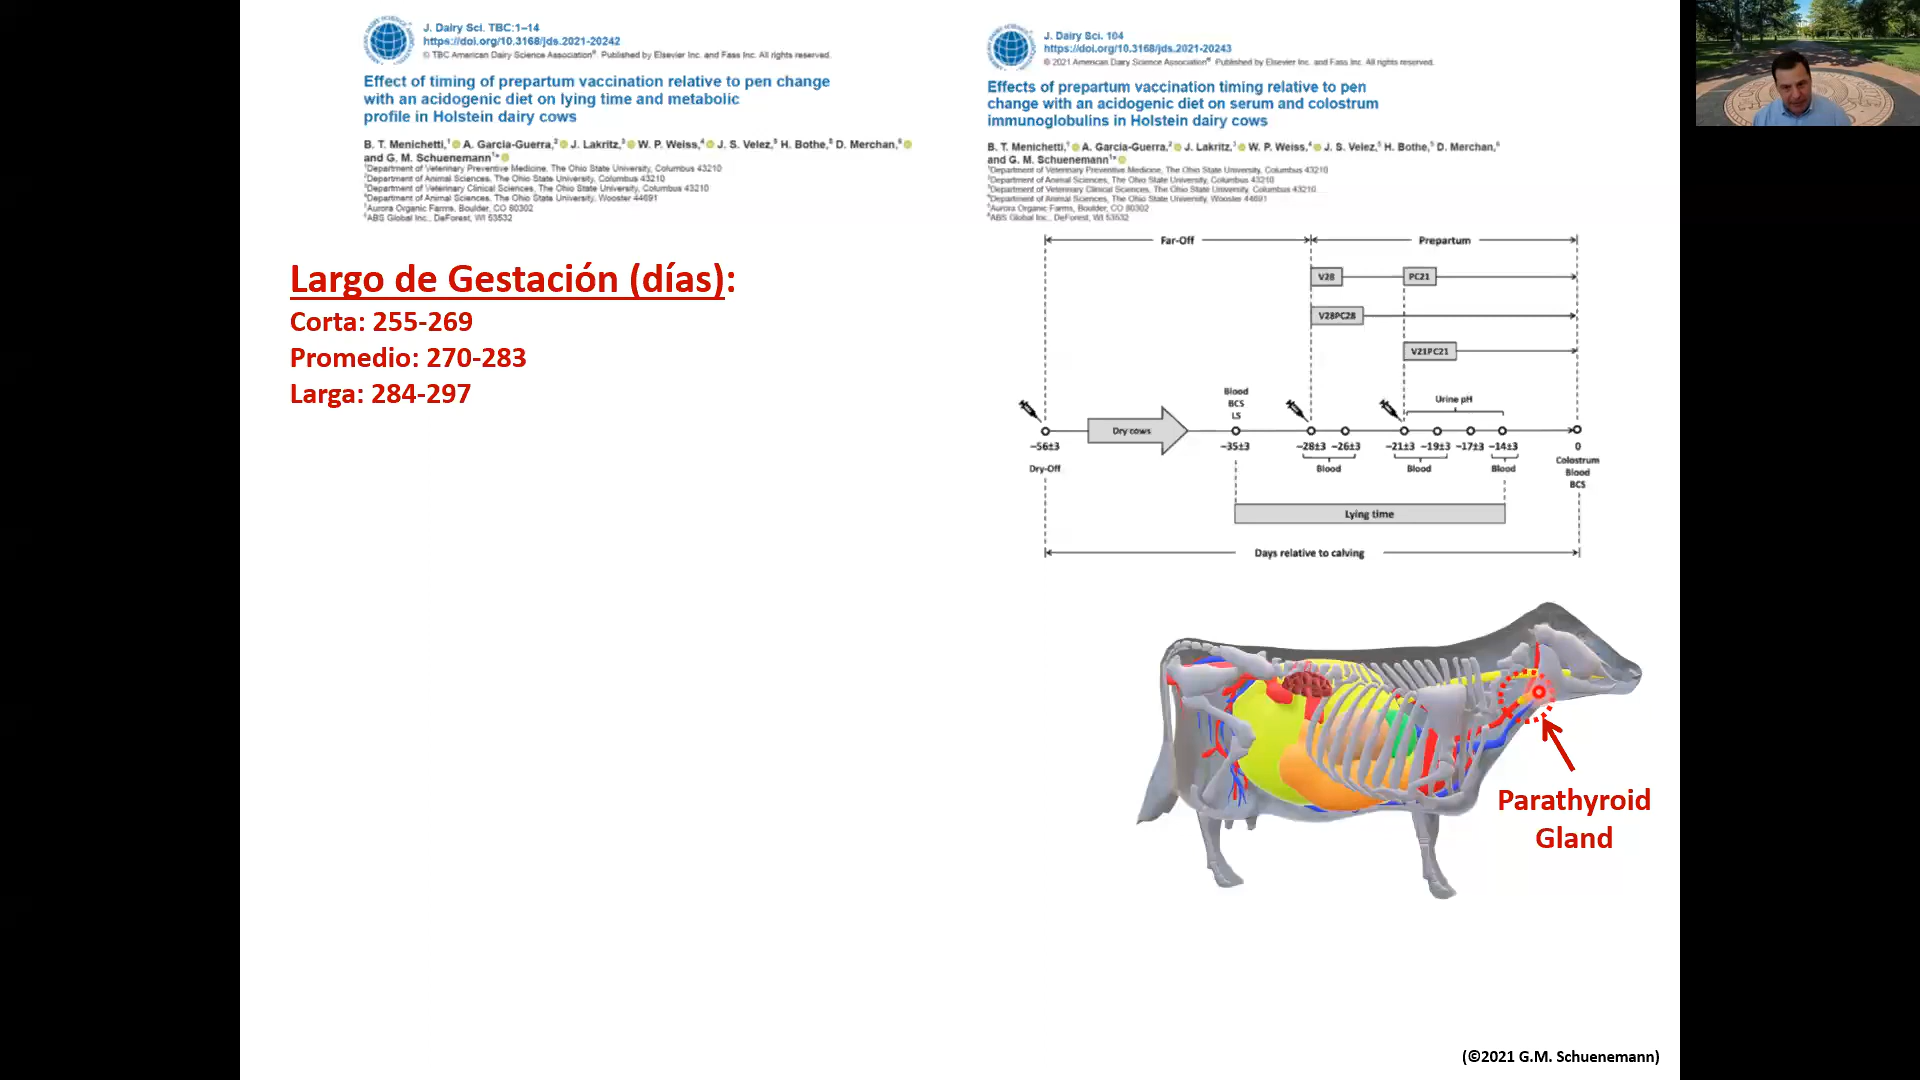 J. Dairy Sci. TBC:1–14
https://doi.org/10.3168/jds.2021-20242
© TBC American Dairy Science Association®. Published by Elsevier Inc. and Fass Inc. All rights reserved.
Effect of timing of prepartum vaccination relative to pen change
with an acidogenic diet on lying time and metabolic
profile in Holstein dairy cows
B. T. Menichetti,¹ A. Garcia-Guerra,² J. Lakritz,³ W. P. Weiss,⁴ J. S. Velez,⁵ H. Bothe,⁵ D. Merchan,⁶
and G. M. Schuenemann¹*
¹Department of Veterinary Preventive Medicine, The Ohio State University, Columbus 43210
²Department of Animal Sciences, The Ohio State University, Columbus 43210
³Department of Veterinary Clinical Sciences, The Ohio State University, Columbus 43210
⁴Department of Animal Sciences, The Ohio State University, Wooster 44691
⁵Aurora Organic Farms, Boulder, CO 80302
⁶ABS Global Inc., DeForest, WI 53532
J. Dairy Sci. 104
https://doi.org/10.3168/jds.2021-20243
© 2021 American Dairy Science Association® Published by Elsevier Inc. and Fass Inc. All rights reserved.
Effects of prepartum vaccination timing relative to pen
change with an acidogenic diet on serum and colostrum
immunoglobulins in Holstein dairy cows
B. T. Menichetti,¹ A. Garcia-Guerra,² J. Lakritz,³ W. P. Weiss,⁴ J. S. Velez,⁵ H. Bothe,⁵ D. Merchan,⁶
and G. M. Schuenemann¹*
¹Department of Veterinary Preventive Medicine, The Ohio State University, Columbus 43210
²Department of Animal Sciences, The Ohio State University, Columbus 43210
³Department of Veterinary Clinical Sciences, The Ohio State University, Columbus 43210
⁴Department of Animal Sciences, The Ohio State University, Wooster 44691
⁵Aurora Organic Farms, Boulder, CO 80302
⁶ABS Global Inc., DeForest, WI 53532
Largo de Gestación (días):
Corta: 255-269
Promedio: 270-283
Larga: 284-297
Far-Off Prepartum
V28 PC21
V28PC28
V21PC21
Blood
BCS
LS
Urine pH
Dry cows
−56±3 −35±3 −28±3 −26±3 −21±3 −19±3 −17±3 −14±3 0
Dry-Off Blood Blood Blood Colostrum
Blood
BCS
Lying time
Days relative to calving
Parathyroid
Gland
(©2021 G.M. Schuenemann)